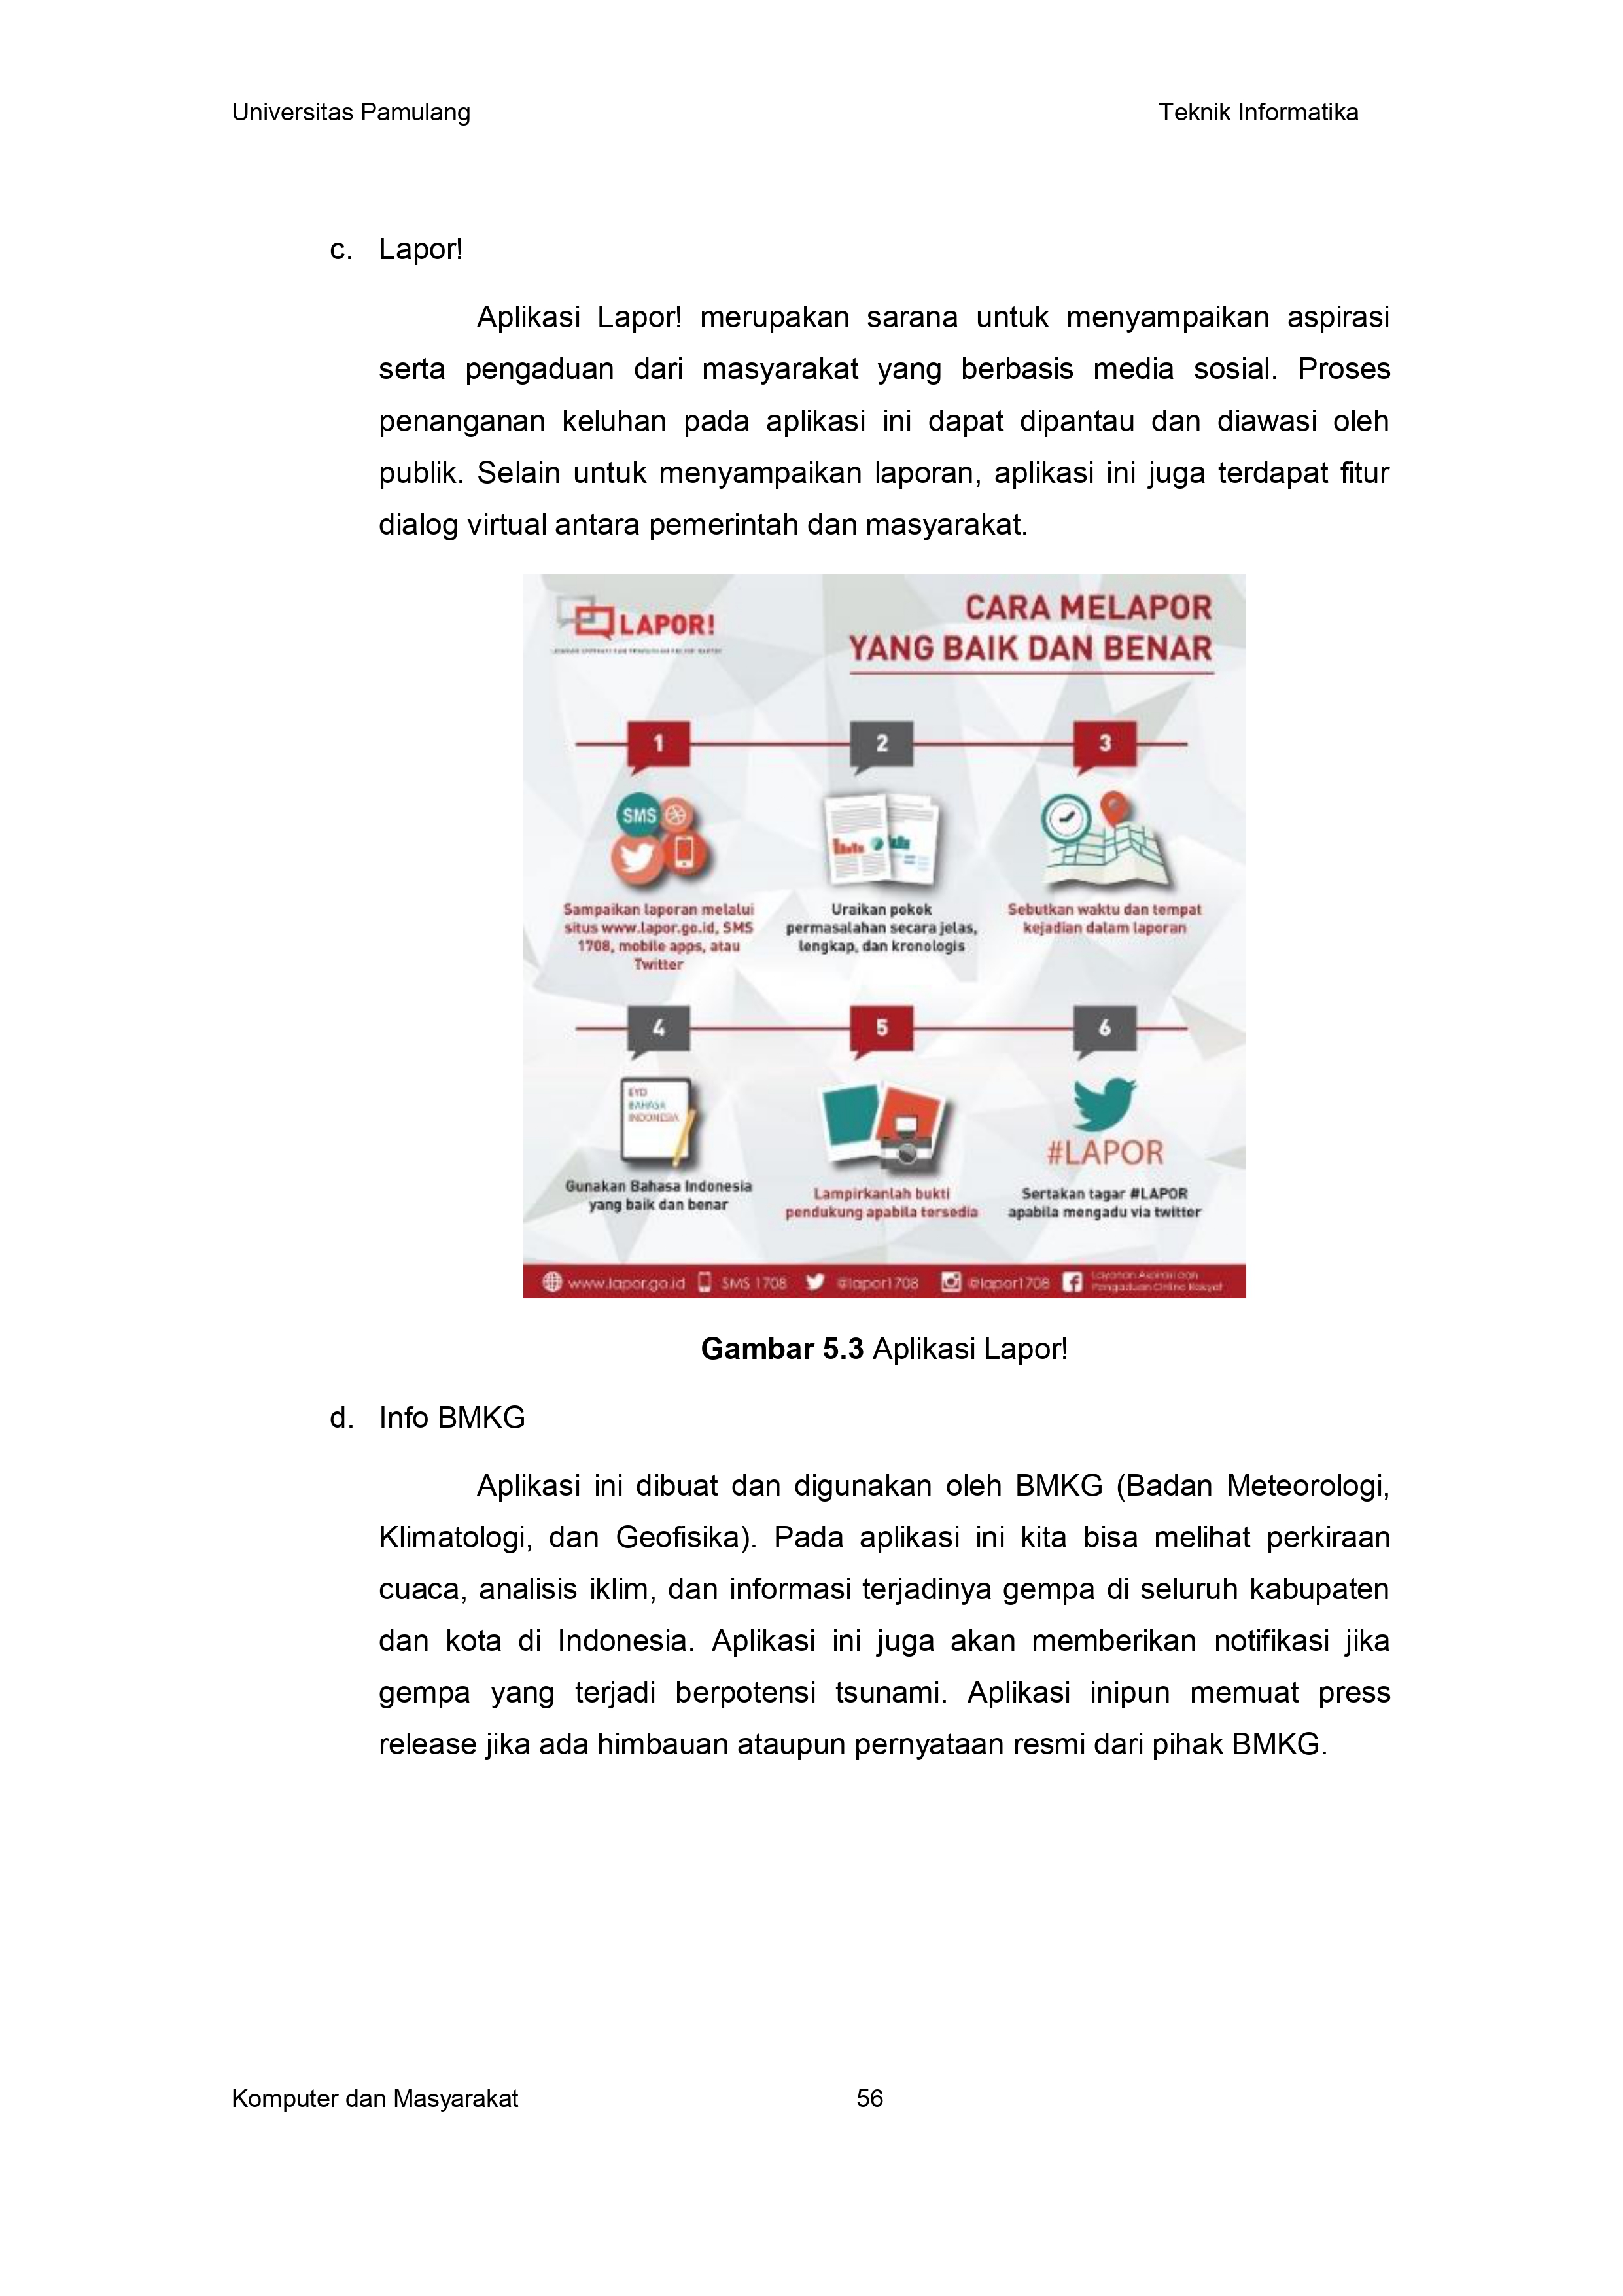 Universitas Pamulang
Teknik Informatika
c. Lapor!
Aplikasi Lapor! merupakan sarana untuk menyampaikan aspirasi
serta pengaduan dari masyarakat yang berbasis media sosial. Proses
penanganan keluhan pada aplikasi ini dapat dipantau dan diawasi oleh
publik. Selain untuk menyampaikan laporan, aplikasi ini juga terdapat fitur
dialog virtual antara pemerintah dan masyarakat.
LAPOR!
CARA MELAPOR
YANG BAIK DAN BENAR
1
2
3
SMS
Sampaikan laporan melalui
situs www.lapor.go.id, SMS
1708, mobile apps, atau
Twitter
Uraikan pokok
permasalahan secara jelas,
lengkap, dan kronologis
Sebutkan waktu dan tempat
kejadian dalam laporan
4
5
6
EYD
BAHASA
INDONESIA
#LAPOR
Gunakan Bahasa Indonesia
yang baik dan benar
Lampirkanlah bukti
pendukung apabila tersedia
Sertakan tagar #LAPOR
apabila mengadu via twitter
www.lapor.go.id SMS 1708 @lapor1708 @lapor1708 Layanan Aspirasi dan
Pengaduan Online Rakyat
Gambar 5.3 Aplikasi Lapor!
d. Info BMKG
Aplikasi ini dibuat dan digunakan oleh BMKG (Badan Meteorologi,
Klimatologi, dan Geofisika). Pada aplikasi ini kita bisa melihat perkiraan
cuaca, analisis iklim, dan informasi terjadinya gempa di seluruh kabupaten
dan kota di Indonesia. Aplikasi ini juga akan memberikan notifikasi jika
gempa yang terjadi berpotensi tsunami. Aplikasi inipun memuat press
release jika ada himbauan ataupun pernyataan resmi dari pihak BMKG.
Komputer dan Masyarakat
56